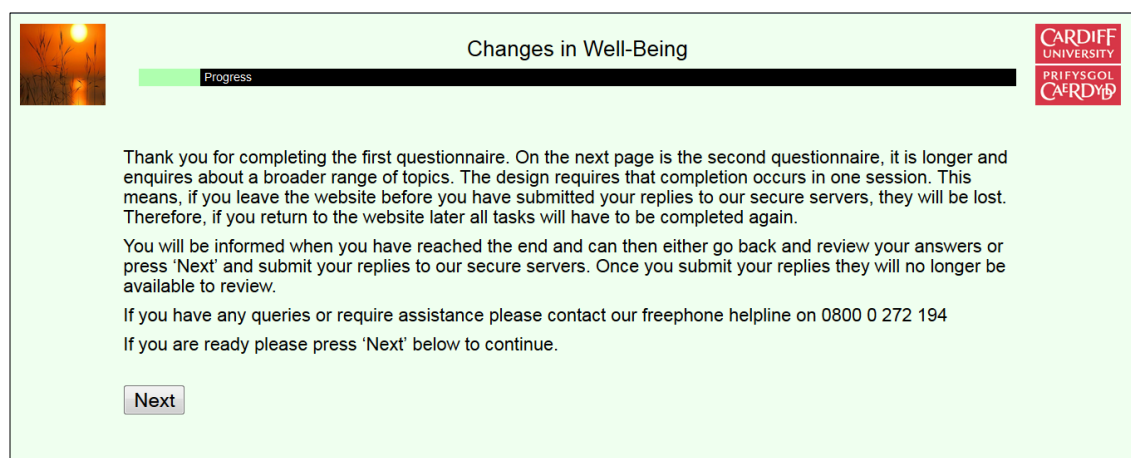 Changes in Well-Being
Progress
CARDIFF
UNIVERSITY
PRIFYSGOL
CAERDYDD
Thank you for completing the first questionnaire. On the next page is the second questionnaire, it is longer and
enquires about a broader range of topics. The design requires that completion occurs in one session. This
means, if you leave the website before you have submitted your replies to our secure servers, they will be lost.
Therefore, if you return to the website later all tasks will have to be completed again.
You will be informed when you have reached the end and can then either go back and review your answers or
press ‘Next’ and submit your replies to our secure servers. Once you submit your replies they will no longer be
available to review.
If you have any queries or require assistance please contact our freephone helpline on 0800 0 272 194
If you are ready please press ‘Next’ below to continue.
Next